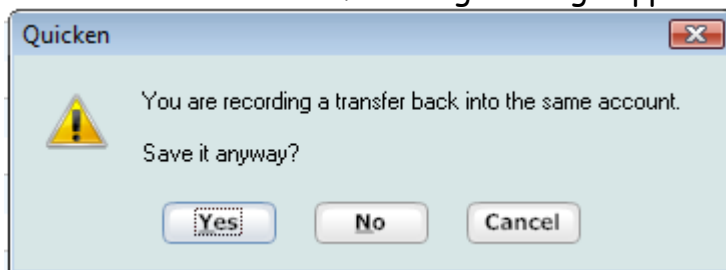 Quicken
You are recording a transfer back into the same account.
Save it anyway?
Yes No Cancel